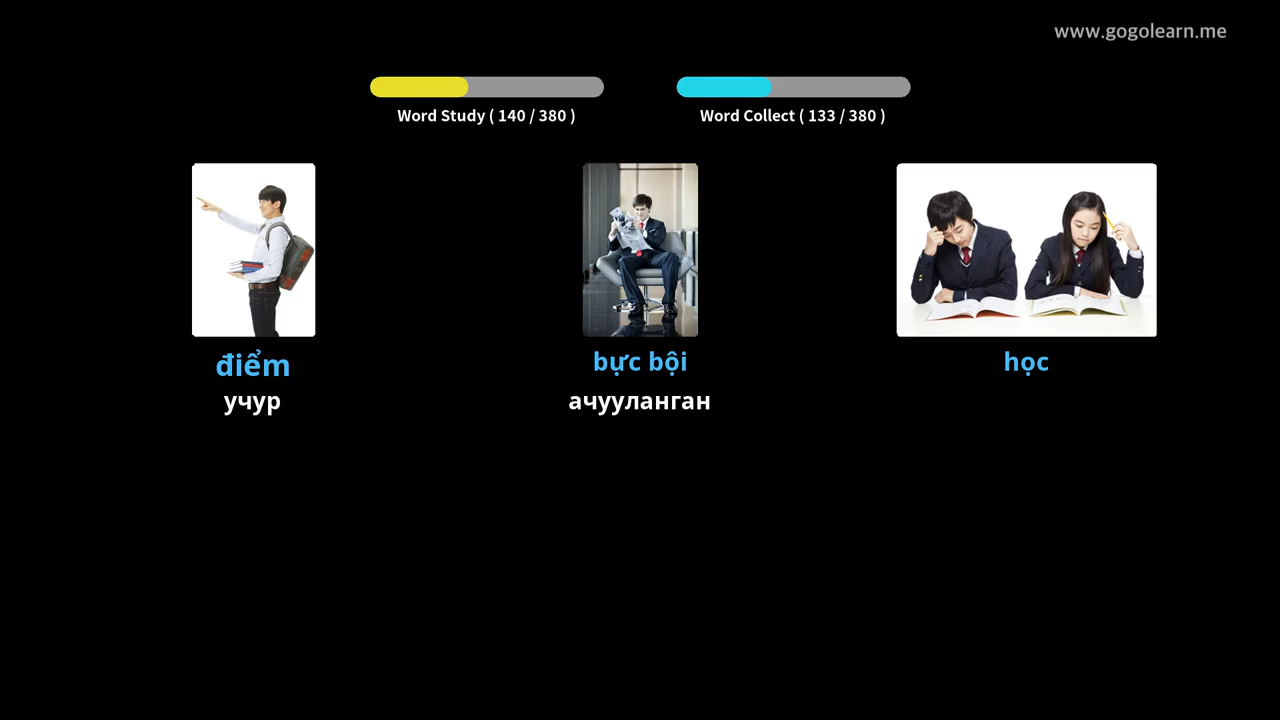 www.gogolearn.me
Word Study ( 140 / 380 )
Word Collect ( 133 / 380 )
điểm
учур
bực bội
ачууланган
học